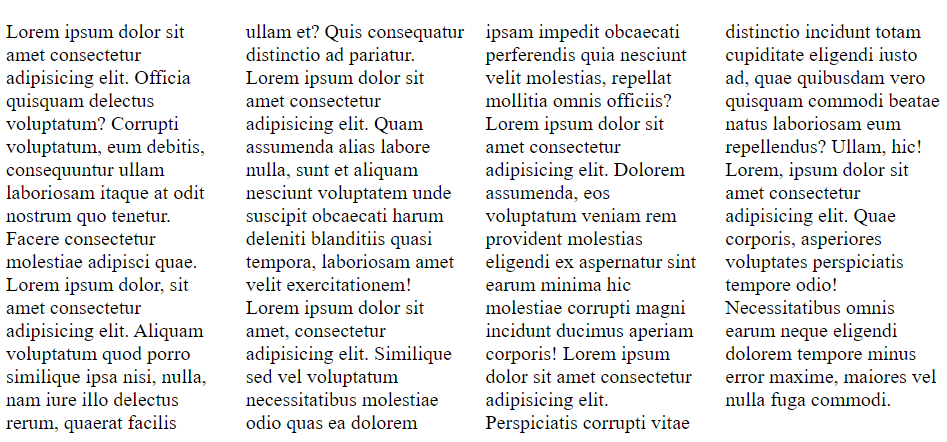 Lorem ipsum dolor sit
amet consectetur
adipisicing elit. Officia
quisquam delectus
voluptatum? Corrupti
voluptatum, eum debitis,
consequuntur ullam
laboriosam itaque at odit
nostrum quo tenetur.
Facere consectetur
molestiae adipisci quae.
Lorem ipsum dolor, sit
amet consectetur
adipisicing elit. Aliquam
voluptatum quod porro
similique ipsa nisi, nulla,
nam iure illo delectus
rerum, quaerat facilis
ullam et? Quis consequatur
distinctio ad pariatur.
Lorem ipsum dolor sit
amet consectetur
adipisicing elit. Quam
assumenda alias labore
nulla, sunt et aliquam
nesciunt voluptatem unde
suscipit obcaecati harum
deleniti blanditiis quasi
tempora, laboriosam amet
velit exercitationem!
Lorem ipsum dolor sit
amet, consectetur
adipisicing elit. Similique
sed vel voluptatum
necessitatibus molestiae
odio quas ea dolorem
ipsam impedit obcaecati
perferendis quia nesciunt
velit molestias, repellat
mollitia omnis officiis?
Lorem ipsum dolor sit
amet consectetur
adipisicing elit. Dolorem
assumenda, eos
voluptatum veniam rem
provident molestias
eligendi ex aspernatur sint
earum minima hic
molestiae corrupti magni
incidunt ducimus aperiam
corporis! Lorem ipsum
dolor sit amet consectetur
adipisicing elit.
Perspiciatis corrupti vitae
distinctio incidunt totam
cupiditate eligendi iusto
ad, quae quibusdam vero
quisquam commodi beatae
natus laboriosam eum
repellendus? Ullam, hic!
Lorem, ipsum dolor sit
amet consectetur
adipisicing elit. Quae
corporis, asperiores
voluptates perspiciatis
tempore odio!
Necessitatibus omnis
earum neque eligendi
dolorem tempore minus
error maxime, maiores vel
nulla fuga commodi.